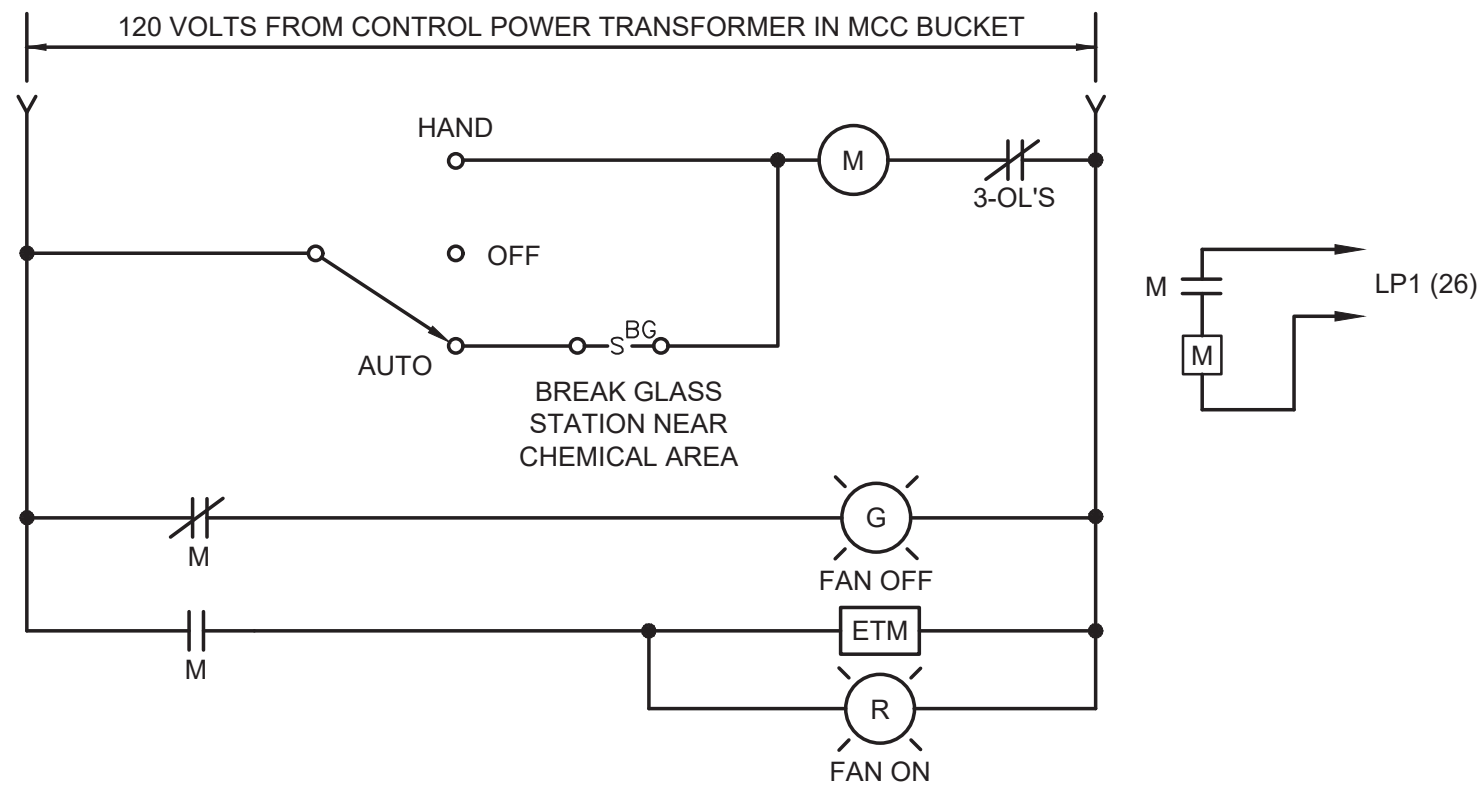 120 VOLTS FROM CONTROL POWER TRANSFORMER IN MCC BUCKET
HAND
M
3-OL'S
OFF
M
LP1 (26)
M
AUTO
S BG
BREAK GLASS
STATION NEAR
CHEMICAL AREA
G
M
FAN OFF
ETM
M
R
FAN ON